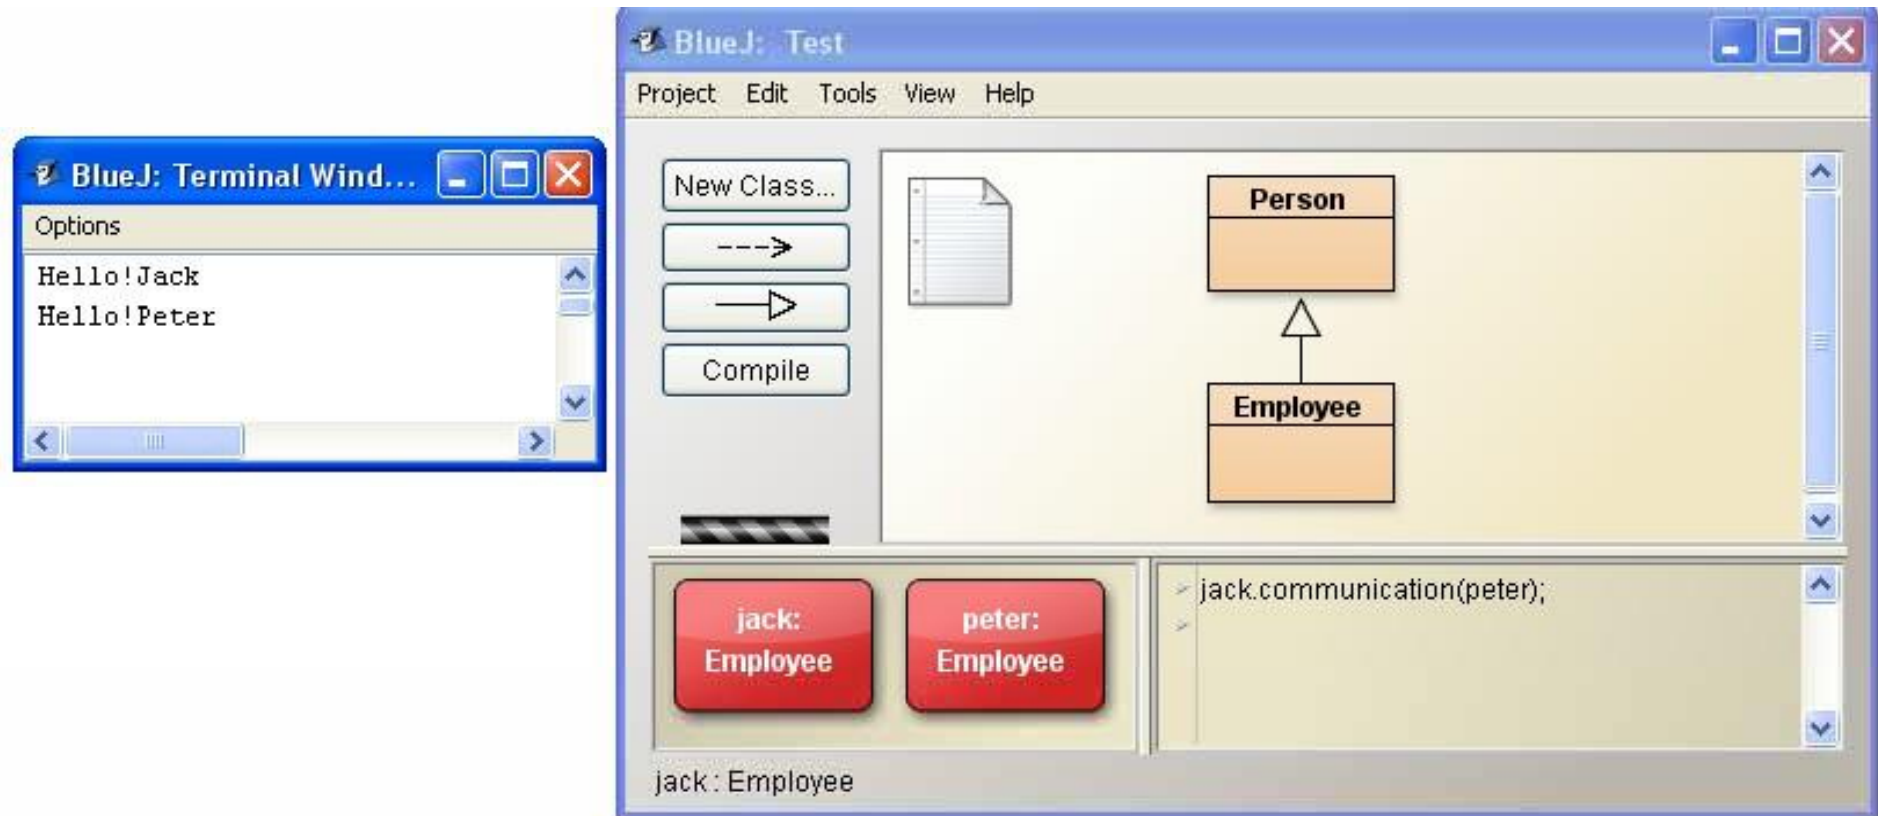 BlueJ: Terminal Wind...
Options
Hello!Jack
Hello!Peter
BlueJ: Test
Project Edit Tools View Help
New Class...
Compile
Person
Employee
jack:
Employee
peter:
Employee
jack.communication(peter);
jack : Employee